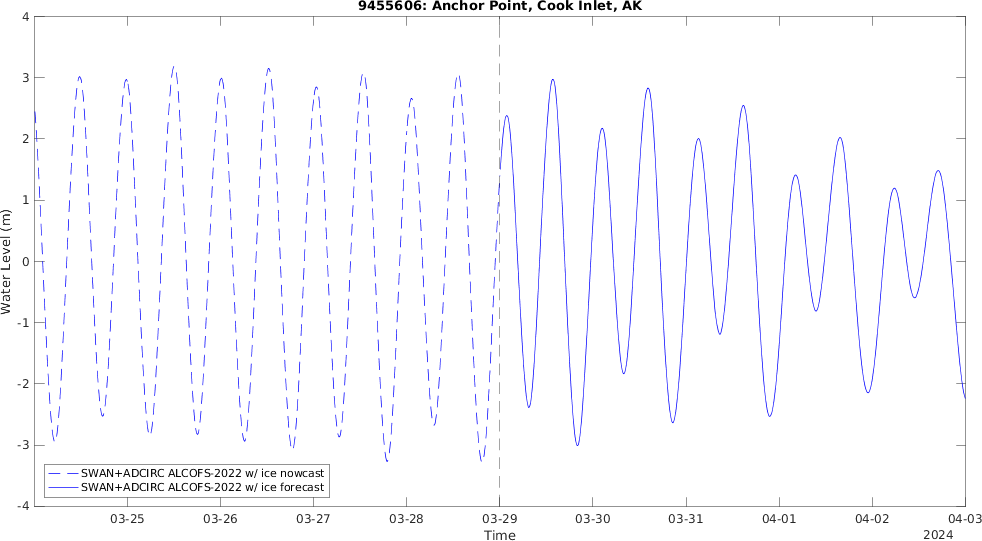 9455606: Anchor Point, Cook Inlet, AK
4
3
2
1
0
-1
-2
-3
-4
Water Level (m)
SWAN+ADCIRC ALCOFS-2022 w/ ice nowcast
SWAN+ADCIRC ALCOFS-2022 w/ ice forecast
03-25 03-26 03-27 03-28 03-29 03-30 03-31 04-01 04-02 04-03
Time
2024